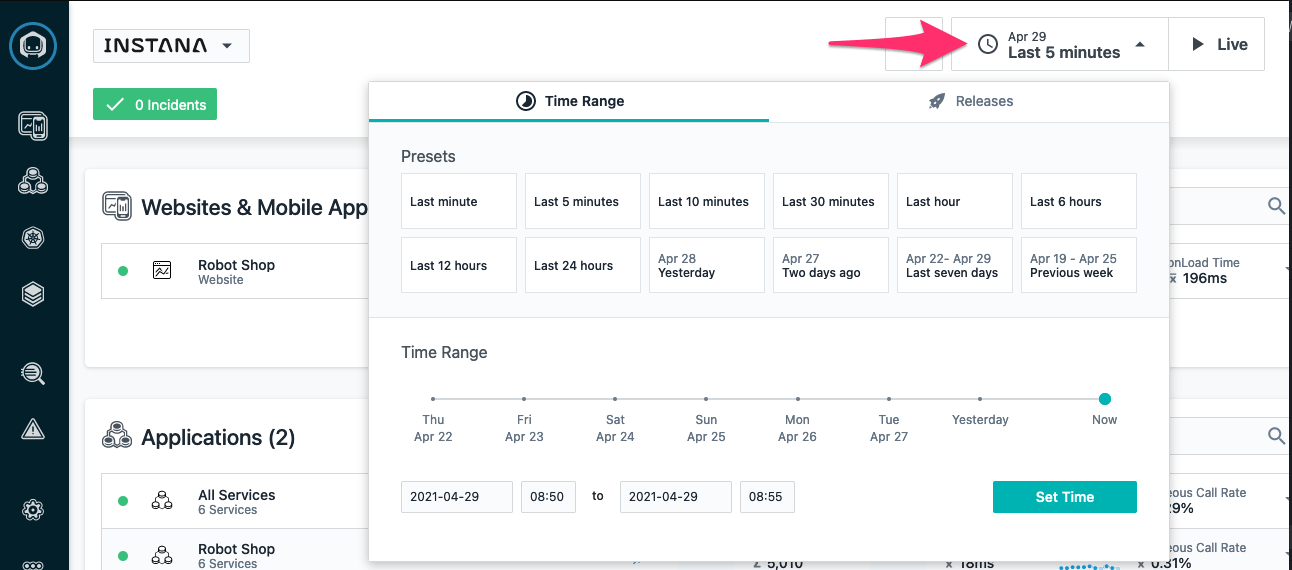 INSTANA
Apr 29
Last 5 minutes
Live
0 Incidents
Time Range
Releases
Presets
Last minute
Last 5 minutes
Last 10 minutes
Last 30 minutes
Last hour
Last 6 hours
Last 12 hours
Last 24 hours
Apr 28
Yesterday
Apr 27
Two days ago
Apr 22- Apr 29
Last seven days
Apr 19 - Apr 25
Previous week
Websites & Mobile App
Robot Shop
Website
onLoad Time
x̄ 196ms
Time Range
Thu
Apr 22
Fri
Apr 23
Sat
Apr 24
Sun
Apr 25
Mon
Apr 26
Tue
Apr 27
Yesterday
Now
2021-04-29
08:50
to
2021-04-29
08:55
Set Time
Applications (2)
All Services
6 Services
eous Call Rate
29%
Robot Shop
6 Services
Σ 5,010
x̄ 18ms
eous Call Rate
x̄ 0.31%